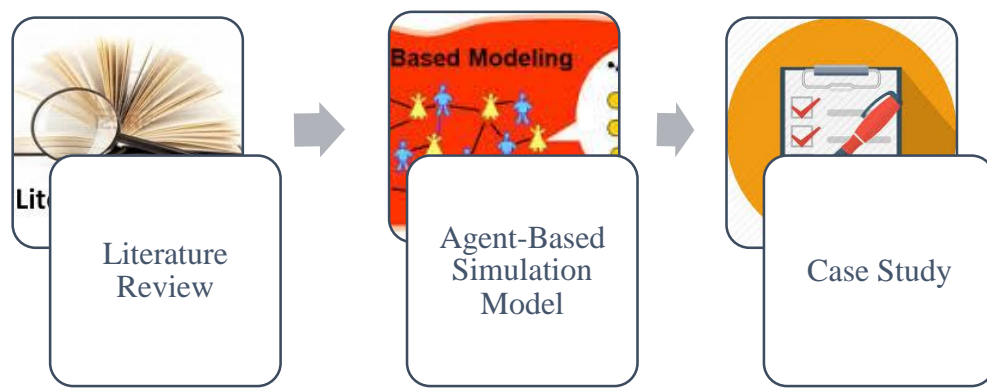 Based Modeling
Lit
Literature
Review
Agent-Based
Simulation
Model
Case Study